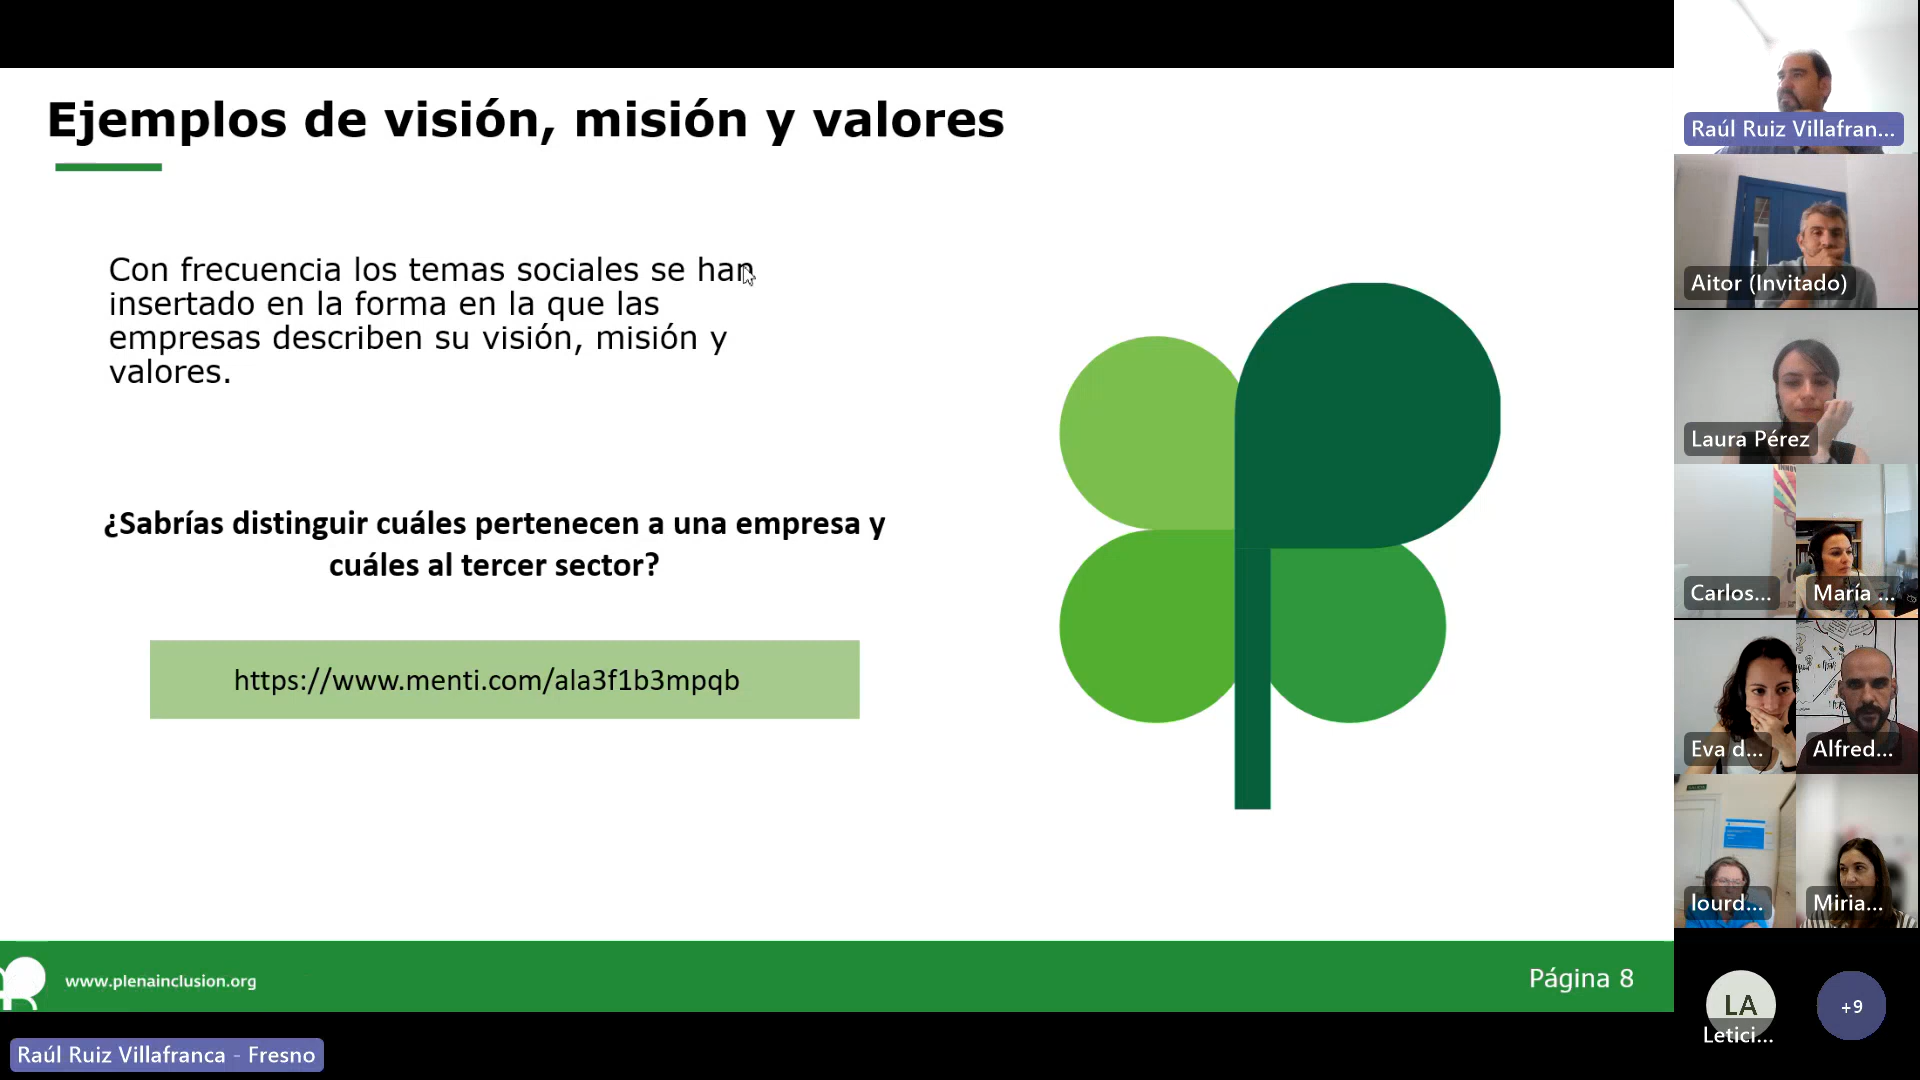 Ejemplos de visión, misión y valores
Con frecuencia los temas sociales se han
insertado en la forma en la que las
empresas describen su visión, misión y
valores.
¿Sabrías distinguir cuáles pertenecen a una empresa y
cuáles al tercer sector?
https://www.menti.com/ala3f1b3mpqb
www.plenainclusion.org
Página 8
Raúl Ruiz Villafranca - Fresno
Raúl Ruiz Villafran...
Aitor (Invitado)
Laura Pérez
Carlos...
María ...
Eva d...
Alfred...
lourd...
Miria...
LA
Letici...
+9